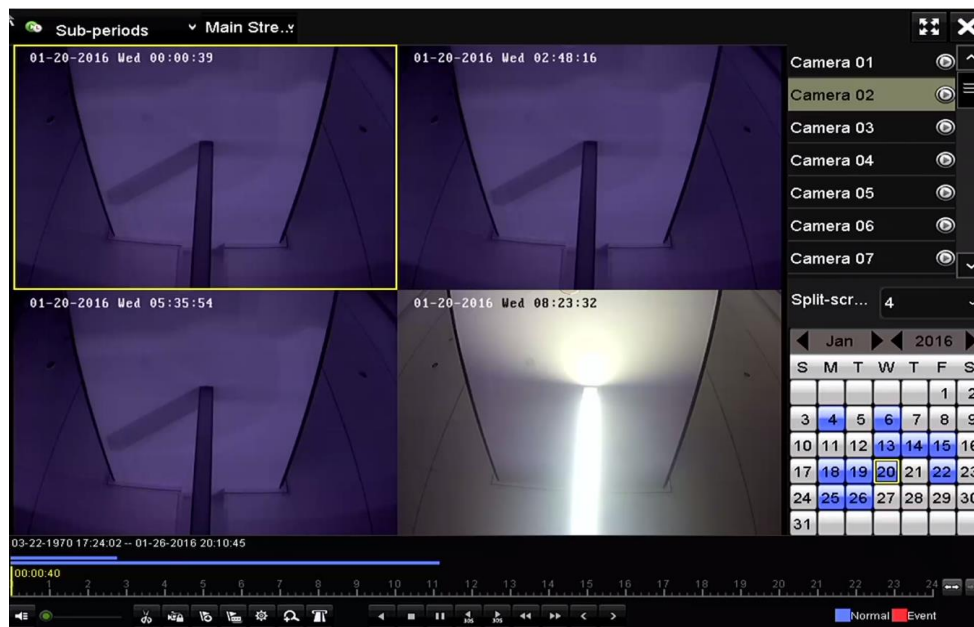 Sub-periods Main Stre..
01-20-2016 Wed 00:00:39
01-20-2016 Wed 02:48:16
01-20-2016 Wed 05:35:54
01-20-2016 Wed 08:23:32
Camera 01
Camera 02
Camera 03
Camera 04
Camera 05
Camera 06
Camera 07
Split-scr... 4
Jan 2016
S M T W T F S
1 2
3 4 5 6 7 8 9
10 11 12 13 14 15 16
17 18 19 20 21 22 23
24 25 26 27 28 29 30
31
03-22-1970 17:24:02 -- 01-26-2016 20:10:45
00:00:40
1 2 3 4 5 6 7 8 9 10 11 12 13 14 15 16 17 18 19 20 21 22 23 24
30S 30S
Normal Event